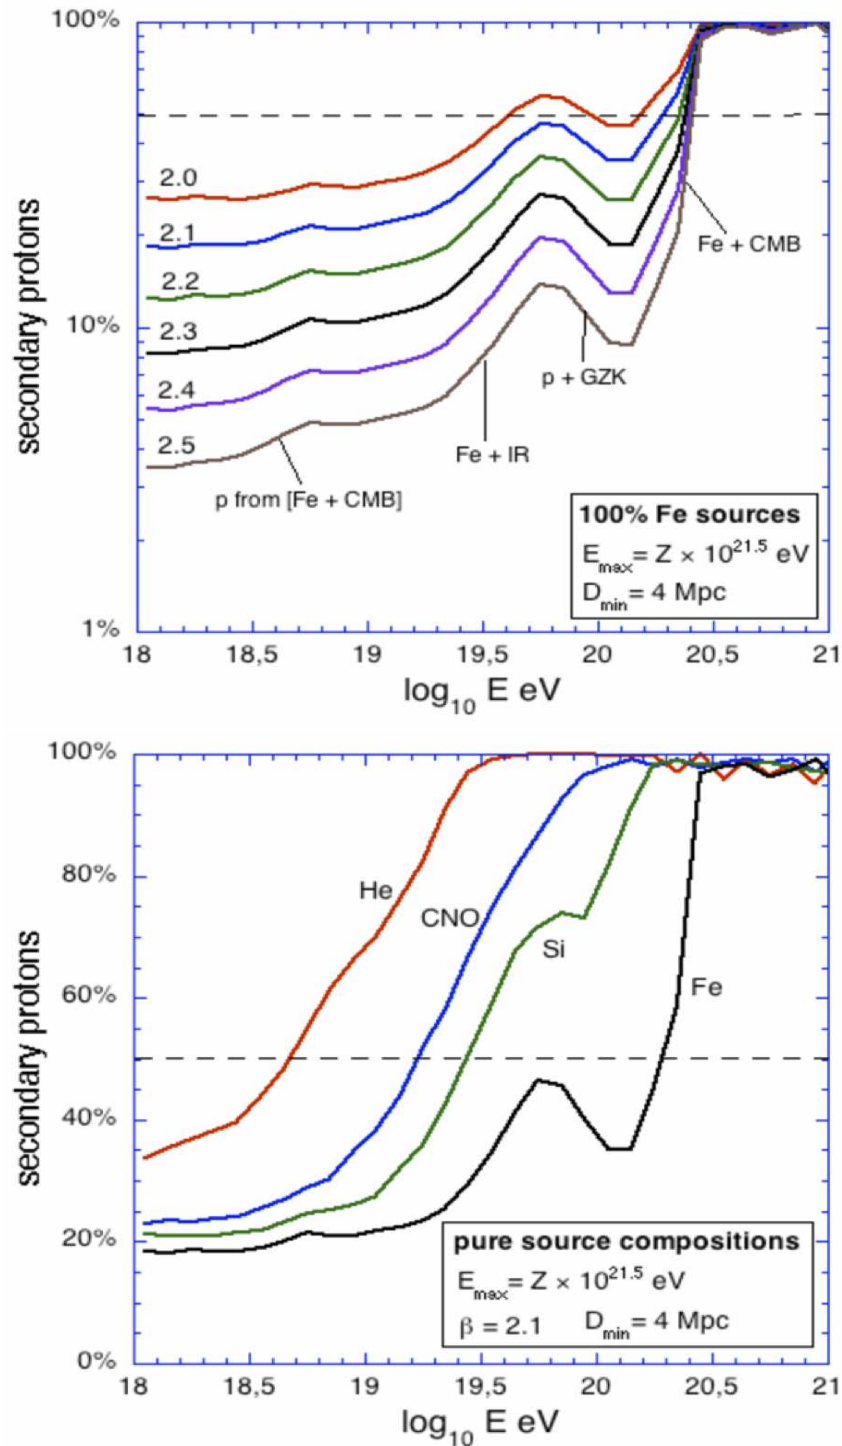 100%
secondary protons
10%
1%
2.0
2.1
2.2
2.3
2.4
2.5
Fe + CMB
p + GZK
Fe + IR
p from [Fe + CMB]
100% Fe sources
E_max = Z × 10^21.5 eV
D_min = 4 Mpc
18 18,5 19 19,5 20 20,5 21
log_10 E eV
100%
80%
60%
40%
20%
0%
secondary protons
He
CNO
Si
Fe
pure source compositions
E_max = Z × 10^21.5 eV
β = 2.1 D_min = 4 Mpc
18 18,5 19 19,5 20 20,5 21
log_10 E eV